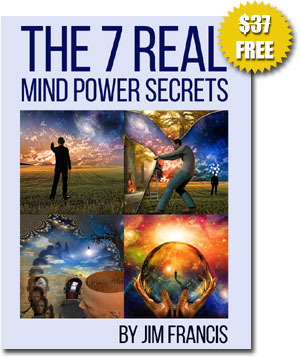 $37
FREE
THE 7 REAL
MIND POWER SECRETS
BY JIM FRANCIS